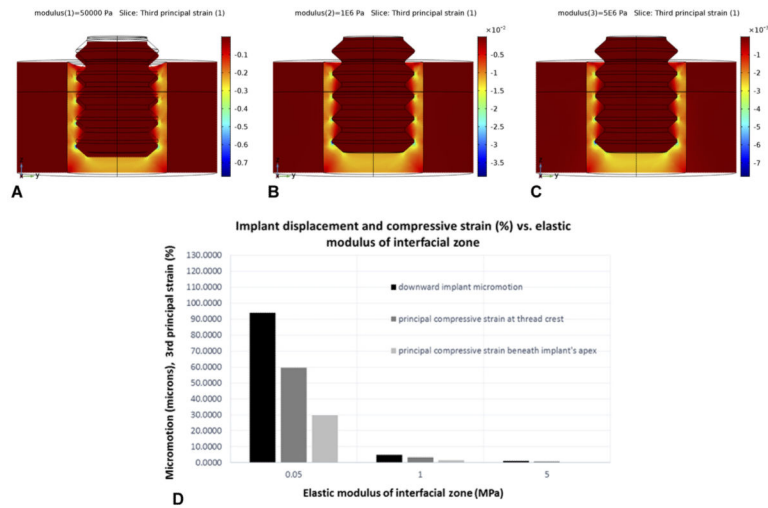 modulus(1)=50000 Pa Slice: Third principal strain (1)
-0.1
-0.2
-0.3
-0.4
-0.5
-0.6
-0.7
y
A
modulus(2)=1E6 Pa Slice: Third principal strain (1)
×10⁻²
-0.5
-1
-1.5
-2
-2.5
-3
-3.5
y
B
modulus(3)=5E6 Pa Slice: Third principal strain (1)
-1
-2
-3
-4
-5
-6
-7
y
C
Implant displacement and compressive strain (%) vs. elastic
modulus of interfacial zone
Micromotion (microns), 3rd principal strain (%)
130.0000
120.0000
110.0000
100.0000
90.0000
80.0000
70.0000
60.0000
50.0000
40.0000
30.0000
20.0000
10.0000
0.0000
downward implant micromotion
principal compressive strain at thread crest
principal compressive strain beneath implant's apex
0.05
1
5
Elastic modulus of interfacial zone (MPa)
D